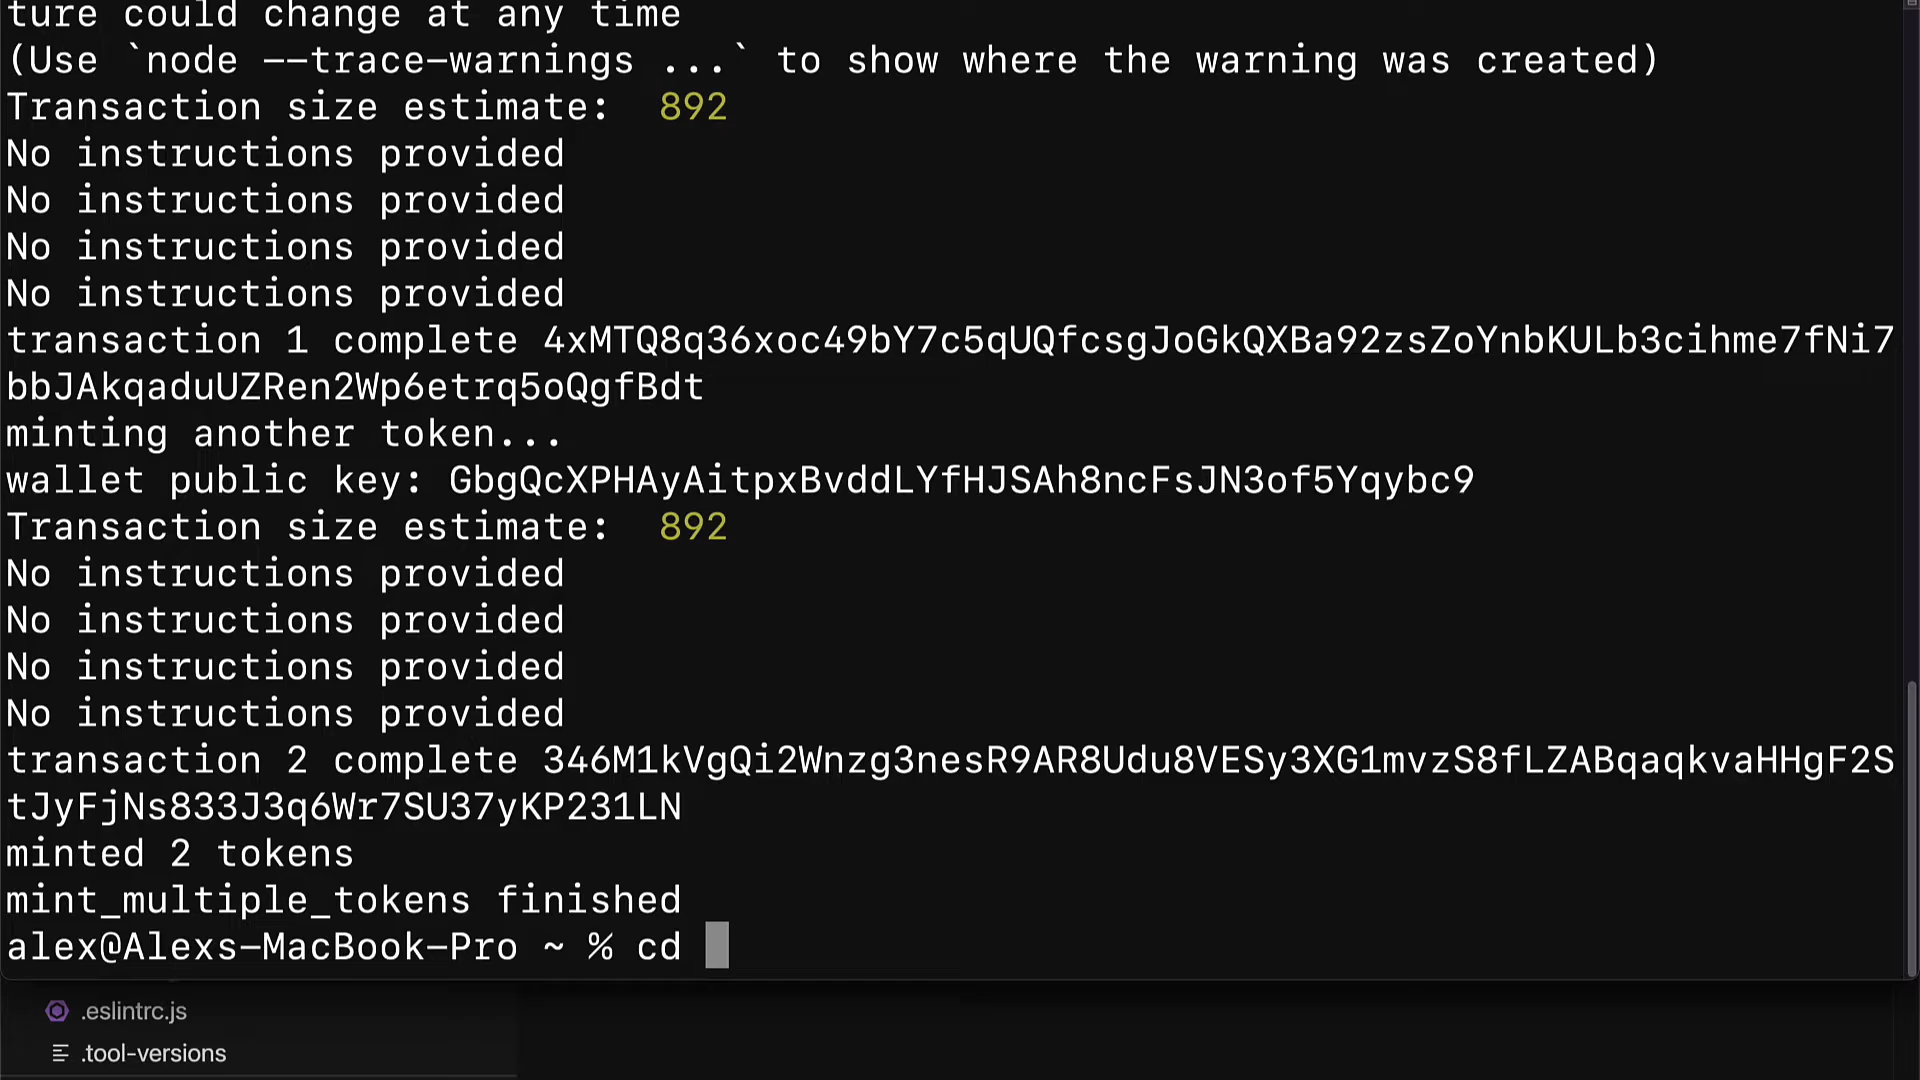 ture could change at any time
(Use `node --trace-warnings ...` to show where the warning was created)
Transaction size estimate:  892
No instructions provided
No instructions provided
No instructions provided
No instructions provided
transaction 1 complete 4xMTQ8q36xoc49bY7c5qUQfcsgJoGkQXBa92zsZoYnbKULb3cihme7fNi7
bbJAkqaduUZRen2Wp6etrq5oQgfBdt
minting another token...
wallet public key: GbgQcXPHAyAitpxBvddLYfHJSAh8ncFsJN3of5Yqybc9
Transaction size estimate:  892
No instructions provided
No instructions provided
No instructions provided
No instructions provided
transaction 2 complete 346M1kVgQi2Wnzg3nesR9AR8Udu8VESy3XG1mvzS8fLZABqaqkvaHHgF2S
tJyFjNs833J3q6Wr7SU37yKP231LN
minted 2 tokens
mint_multiple_tokens finished
alex@Alexs-MacBook-Pro ~ % cd
.eslintrc.js
.tool-versions